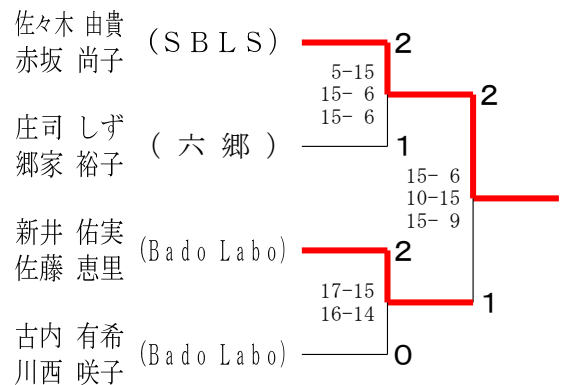 佐々木 由貴
赤坂 尚子
(SBLS)
2
5-15
15- 6
15- 6
2
庄司 しず
郷家 裕子
( 六 郷 )
1
15- 6
10-15
15- 9
新井 佑実
佐藤 恵里
(Bado Labo)
2
17-15
16-14
1
古内 有希
川西 咲子
(Bado Labo)
0